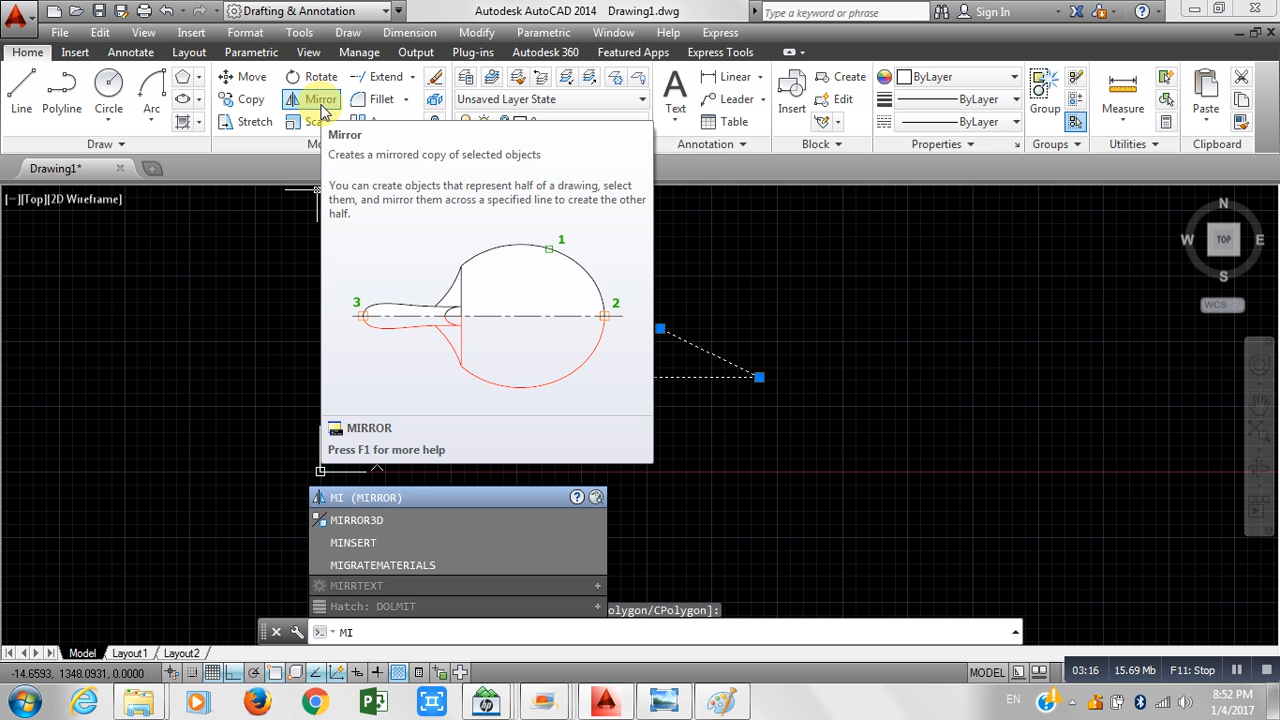 Drafting & Annotation
Autodesk AutoCAD 2014 Drawing1.dwg
Type a keyword or phrase
Sign In
File Edit View Insert Format Tools Draw Dimension Modify Parametric Window Help Express
Home Insert Annotate Layout Parametric View Manage Output Plug-ins Autodesk 360 Featured Apps Express Tools
Line
Polyline
Circle
Arc
Draw
Move Rotate Extend
Copy Mirror Fillet
Stretch
Unsaved Layer State
Text
Linear
Leader
Table
Annotation
Insert
Create
Edit
Block
ByLayer
ByLayer
ByLayer
Properties
Group
Groups
Measure
Utilities
Paste
Clipboard
Drawing1*
[−][Top][2D Wireframe]
Mirror
Creates a mirrored copy of selected objects
You can create objects that represent half of a drawing, select
them, and mirror them across a specified line to create the other
half.
1
2
3
MIRROR
Press F1 for more help
N
W TOP E
S
WCS
MI (MIRROR)
MIRROR3D
MINSERT
MIGRATEMATERIALS
MIRRTEXT
Hatch: DOLMIT
olygon/CPolygon]:
MI
Model Layout1 Layout2
-14.6593, 1348.0931, 0.0000
MODEL
03:16 15.69 Mb F11: Stop
EN
8:52 PM
1/4/2017